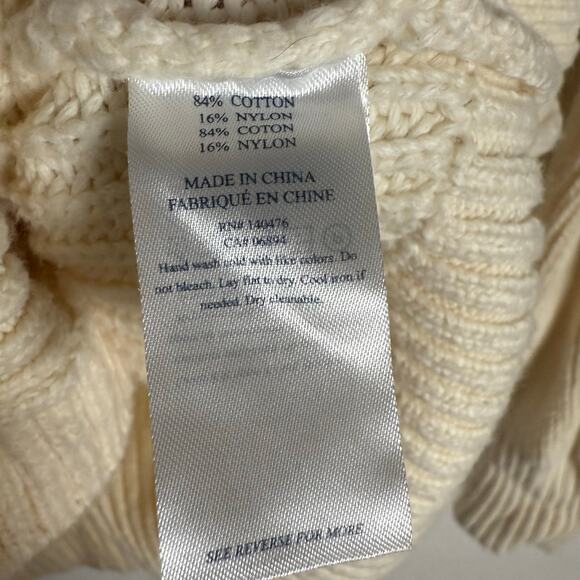 84% COTTON
16% NYLON
84% COTON
16% NYLON
MADE IN CHINA
FABRIQUÉ EN CHINE
RN# 140476
CA# 06894
Hand wash cold with like colors. Do
not bleach. Lay flat to dry. Cool iron if
needed. Dry cleanable.
SEE REVERSE FOR MORE